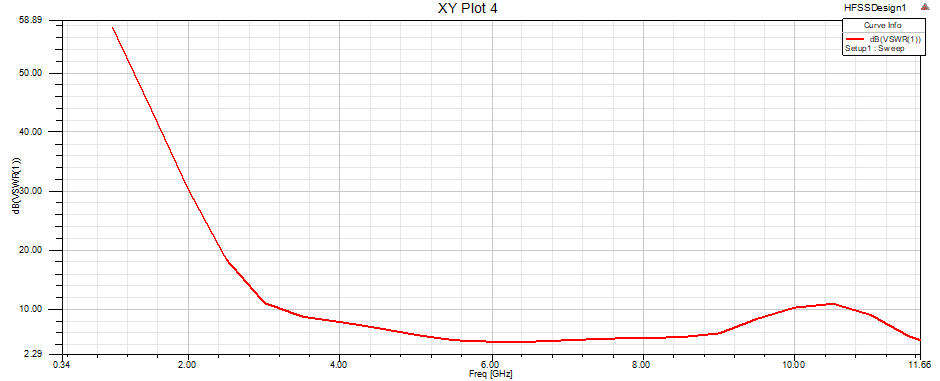 XY Plot 4
HFSSDesign1
Curve Info
dB(VSWR(1))
Setup1 : Sweep
58.89
50.00
40.00
30.00
20.00
10.00
2.29
dB(VSWR(1))
0.34
2.00
4.00
6.00
8.00
10.00
11.66
Freq [GHz]